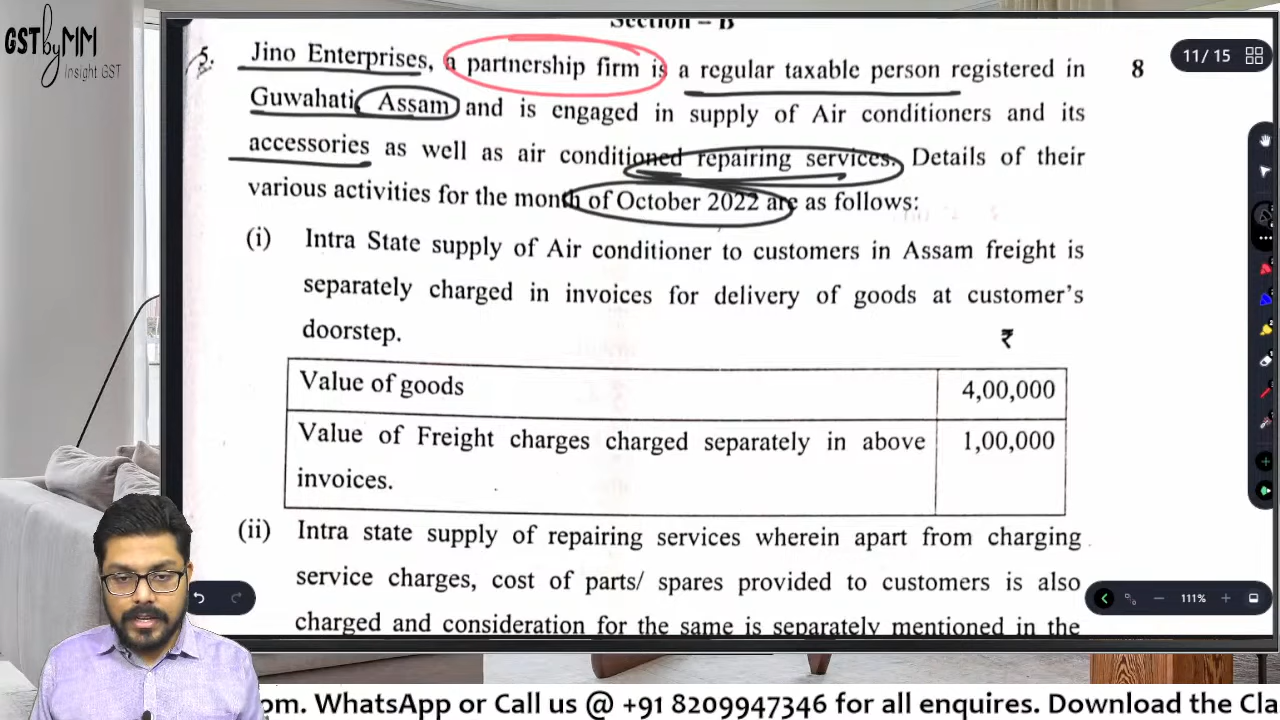 GSTbyMM
Insight GST
Section – B
5. Jino Enterprises, a partnership firm is a regular taxable person registered in 8
Guwahati, Assam and is engaged in supply of Air conditioners and its
accessories as well as air conditioned repairing services. Details of their
various activities for the month of October 2022 are as follows:
(i) Intra State supply of Air conditioner to customers in Assam freight is
separately charged in invoices for delivery of goods at customer's
doorstep.
₹
Value of goods 4,00,000
Value of Freight charges charged separately in above 1,00,000
invoices.
(ii) Intra state supply of repairing services wherein apart from charging
service charges, cost of parts/ spares provided to customers is also
charged and consideration for the same is separately mentioned in the
11/ 15
111%
om. WhatsApp or Call us @ +91 8209947346 for all enquires. Download the Cla